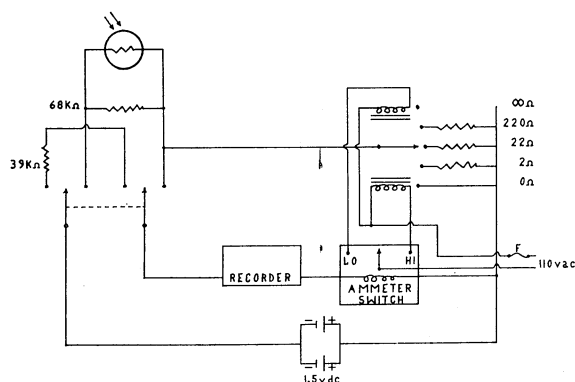 68KΩ
39KΩ
∞Ω
220Ω
22Ω
2Ω
0Ω
LO
HI
F
110vac
RECORDER
AMMETER
SWITCH
− +
− +
1.5vdc